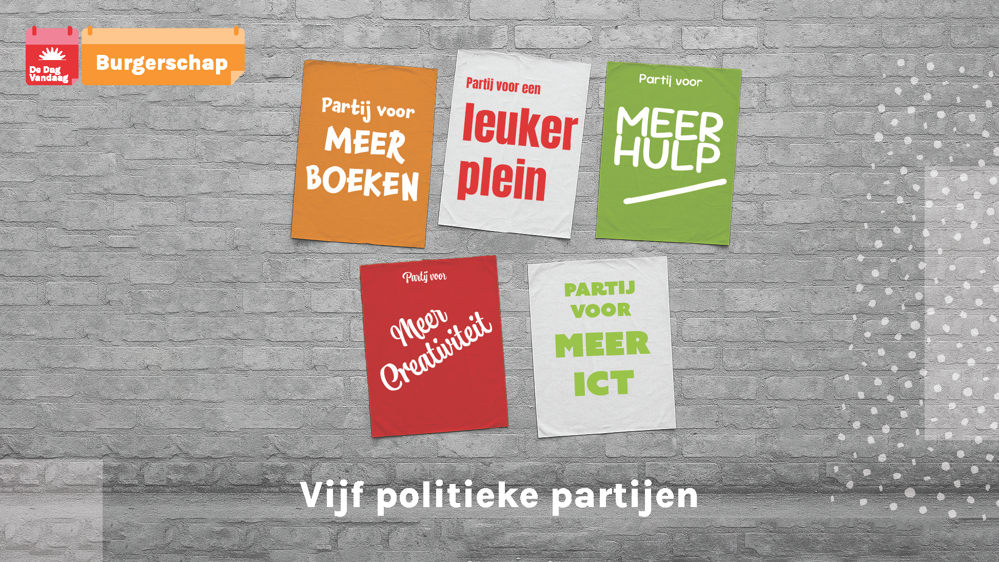 De Dag
Vandaag
Burgerschap
Partij voor
MEER
BOEKEN
Partij voor een
leuker
plein
Partij voor
MEER
HULP
Partij voor
Meer
Creativiteit
PARTIJ
VOOR
MEER
ICT
Vijf politieke partijen